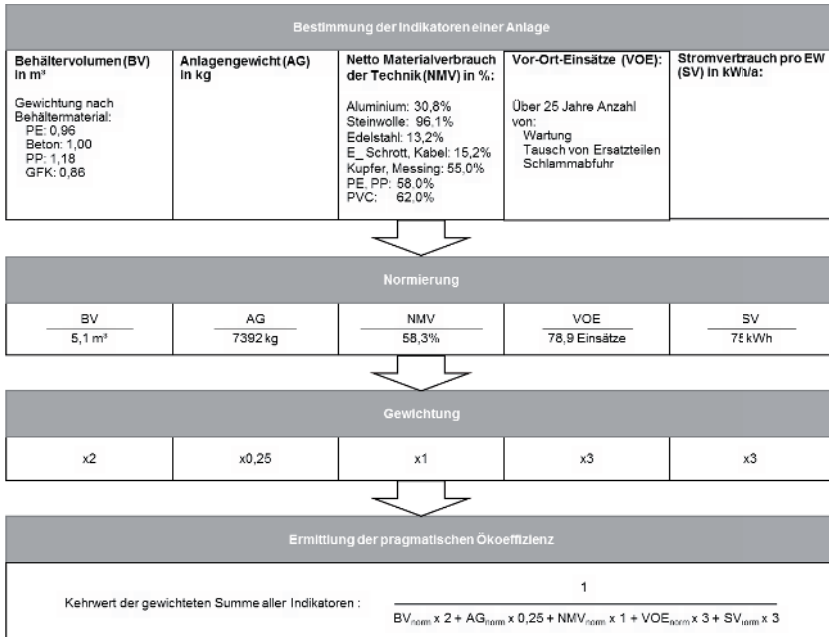 Bestimmung der Indikatoren einer Anlage
Behältervolumen (BV)
in m³
Gewichtung nach
Behältermaterial:
PE: 0,96
Beton: 1,00
PP: 1,18
GFK: 0,86
Anlagengewicht (AG)
in kg
Netto Materialverbrauch
der Technik (NMV) in %:
Aluminium: 30,8%
Steinwolle: 96,1%
Edelstahl: 13,2%
E_ Schrott, Kabel: 15,2%
Kupfer, Messing: 55,0%
PE, PP: 58,0%
PVC: 62,0%
Vor-Ort-Einsätze (VOE):
Über 25 Jahre Anzahl
von:
Wartung
Tausch von Ersatzteilen
Schlammabfuhr
Stromverbrauch pro EW
(SV) in kWh/a:
Normierung
BV
5,1 m³
AG
7392 kg
NMV
58,3%
VOE
78,9 Einsätze
SV
75 kWh
Gewichtung
x2
x0,25
x1
x3
x3
Ermittlung der pragmatischen Ökoeffizienz
Kehrwert der gewichteten Summe aller Indikatoren :
1
BVnorm x 2 + AGnorm x 0,25 + NMVnorm x 1 + VOEnorm x 3 + SVnorm x 3